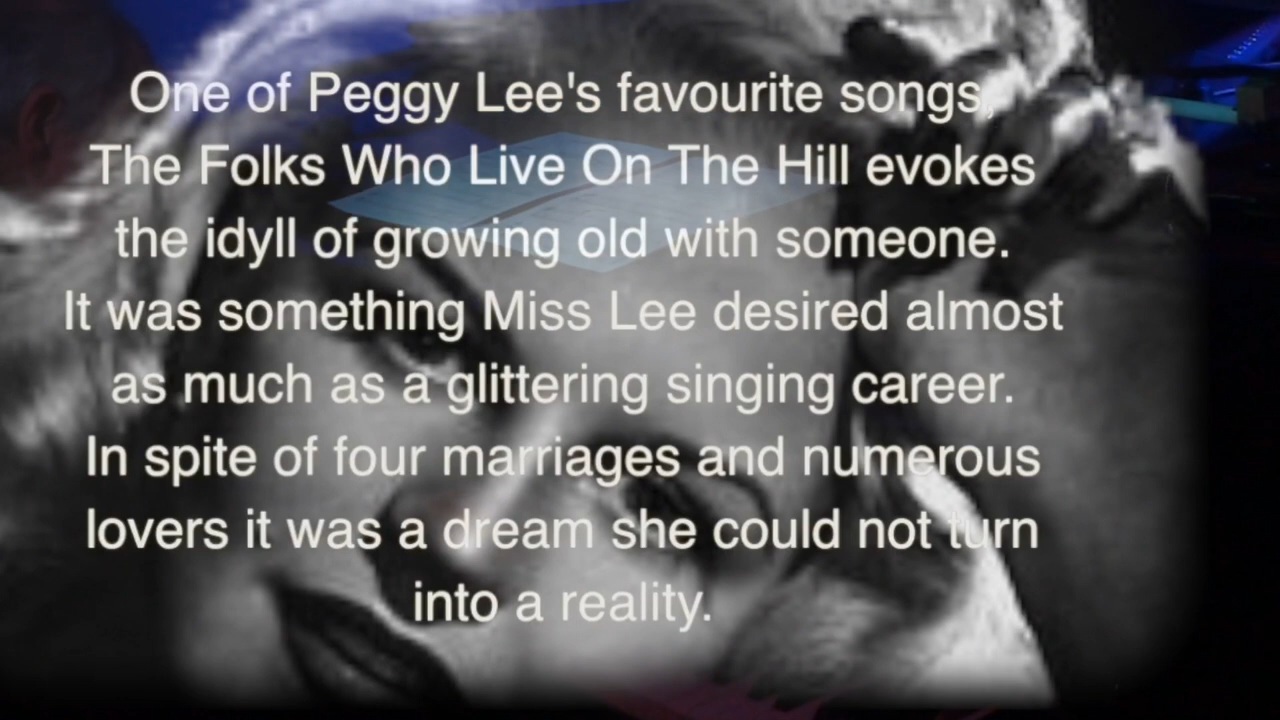 One of Peggy Lee's favourite songs,
The Folks Who Live On The Hill evokes
the idyll of growing old with someone.
It was something Miss Lee desired almost
as much as a glittering singing career.
In spite of four marriages and numerous
lovers it was a dream she could not turn
into a reality.